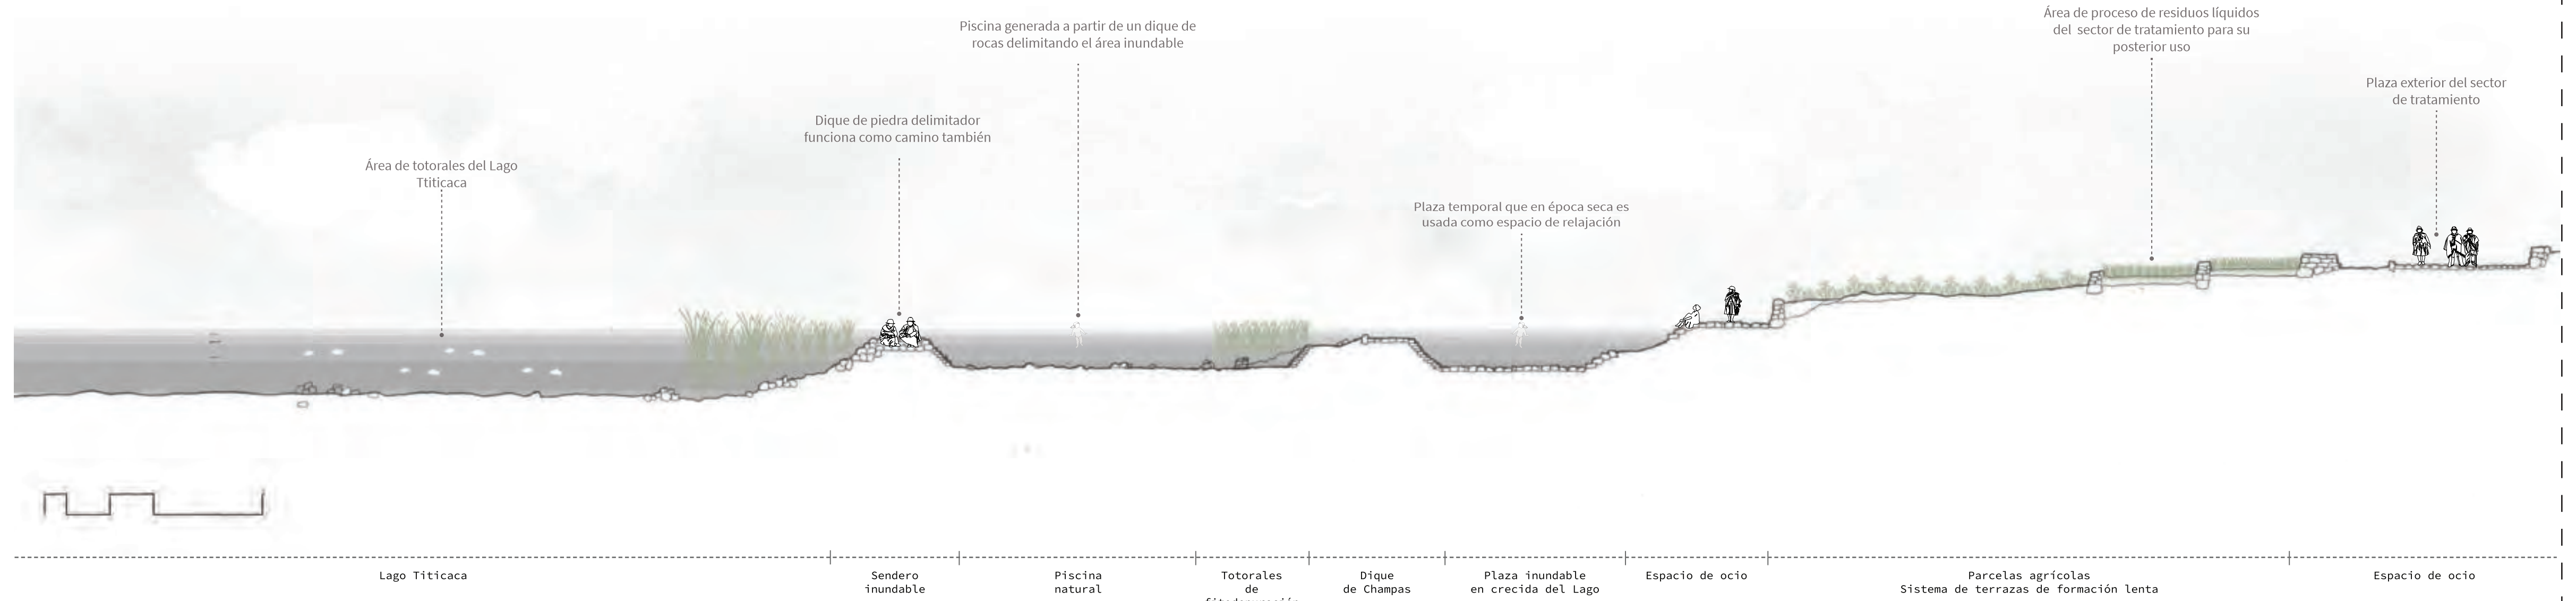 Piscina generada a partir de un dique de
rocas delimitando el área inundable
Área de proceso de residuos líquidos
del sector de tratamiento para su
posterior uso
Plaza exterior del sector
de tratamiento
Dique de piedra delimitador
funciona como camino también
Área de totorales del Lago
Ttiticaca
Plaza temporal que en época seca es
usada como espacio de relajación
Lago Titicaca
Sendero
inundable
Piscina
natural
Totorales
de
Dique
de Champas
Plaza inundable
en crecida del Lago
Espacio de ocio
Parcelas agrícolas
Sistema de terrazas de formación lenta
Espacio de ocio